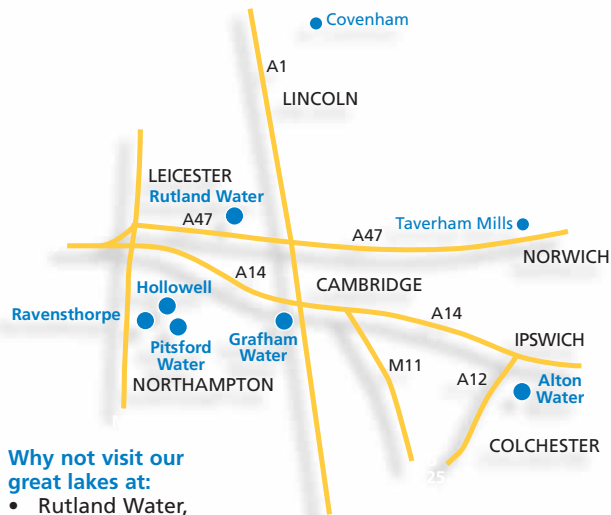 Covenham
A1
LINCOLN
LEICESTER
Rutland Water
A47
A47
Taverham Mills
NORWICH
A14
CAMBRIDGE
Hollowell
Ravensthorpe
A14
Pitsford
Water
Grafham
Water
IPSWICH
NORTHAMPTON
M11
A12
Alton
Water
COLCHESTER
25
Why not visit our
great lakes at:
• Rutland Water,